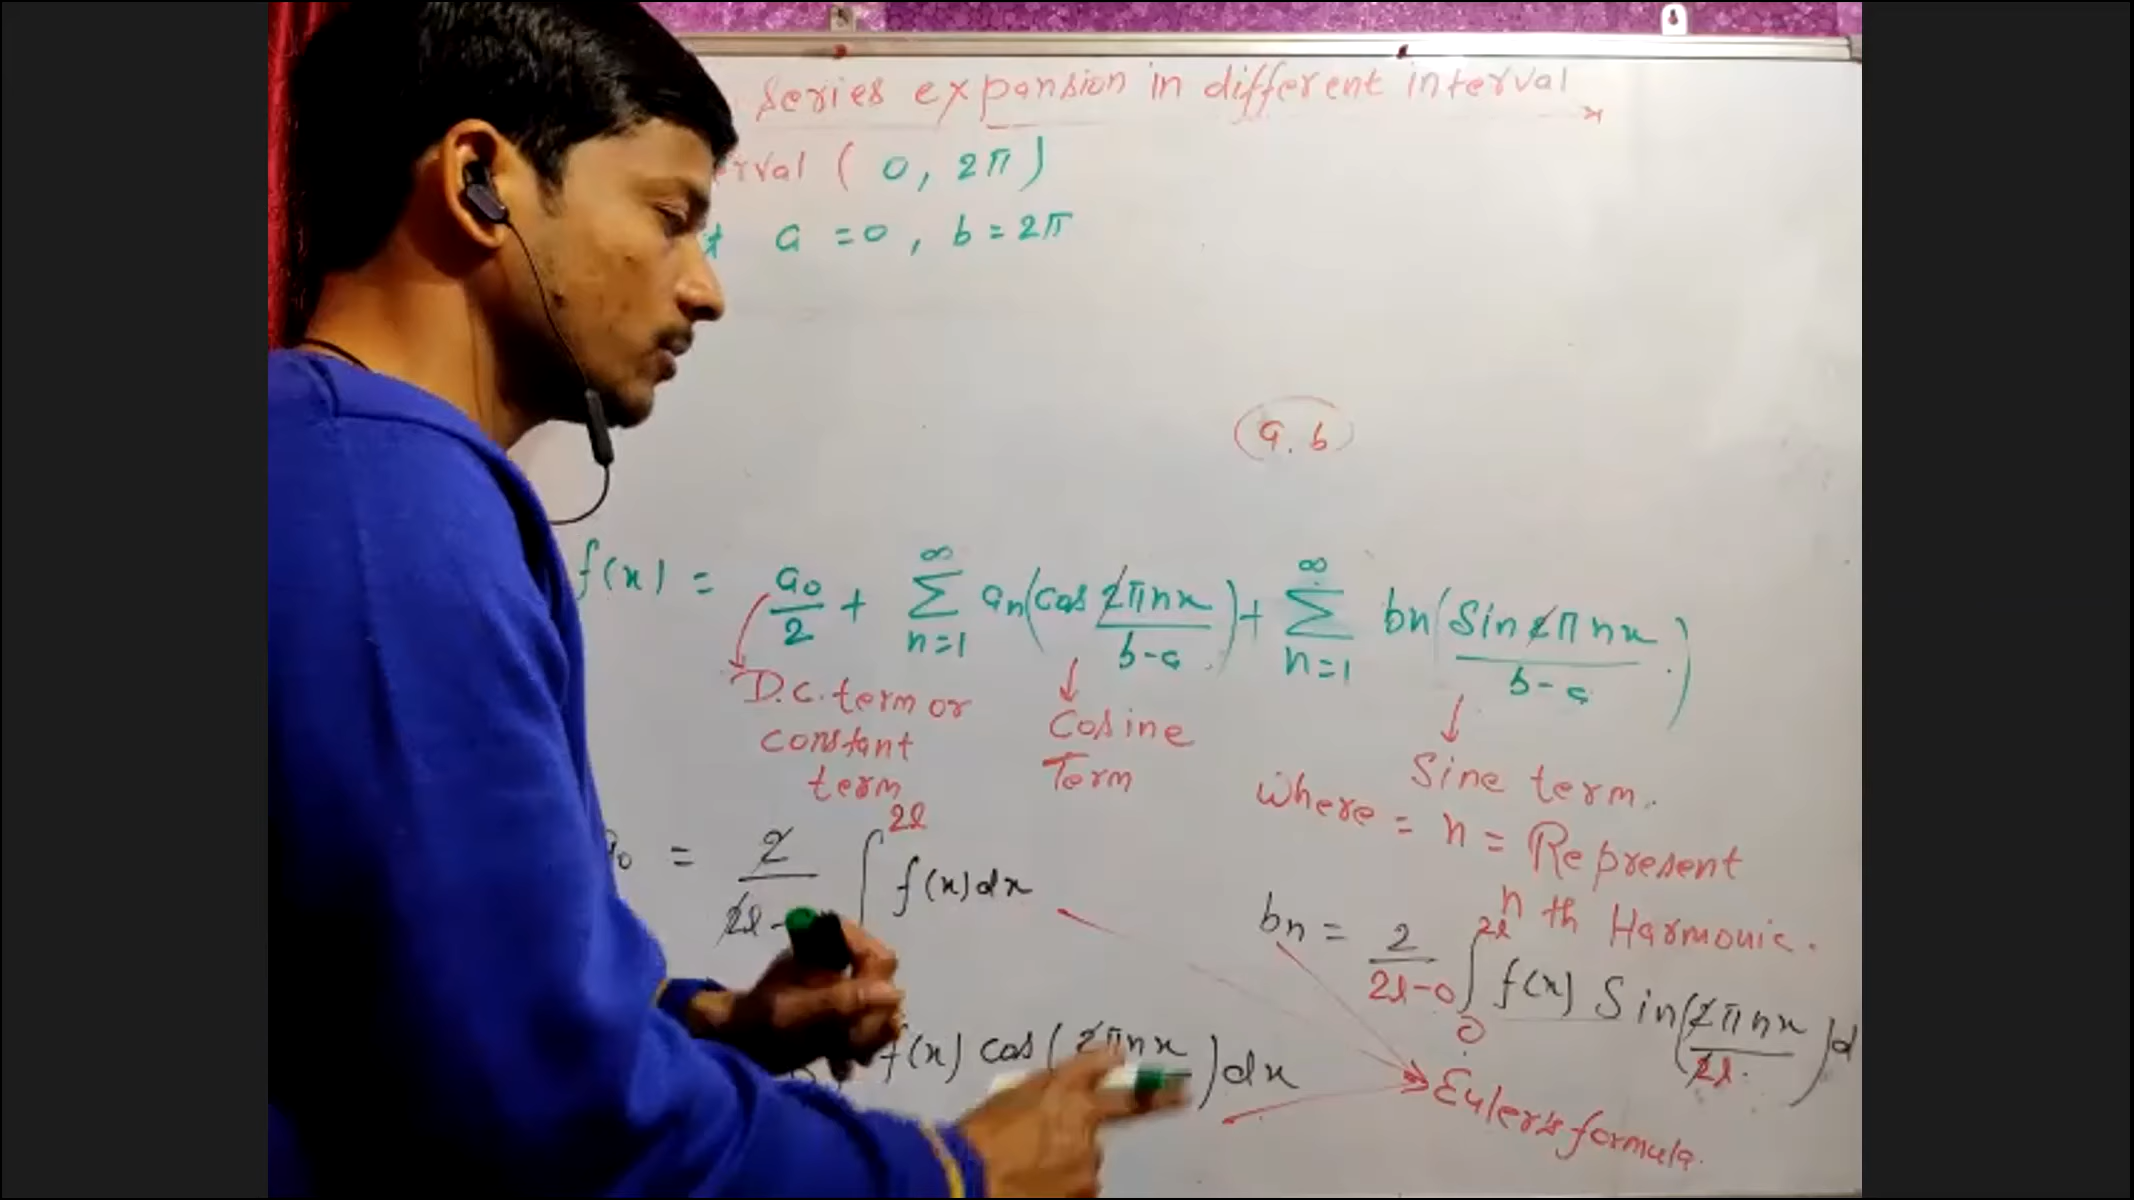 series expansion in different interval
( 0, 2π )
a = 0, b = 2π
(a, b)
f(x) = a0/2 + ∑ n=1 ∞ an(cos 2πnx/b-a) + ∑ n=1 ∞ bn(Sin 2πnx/b-a)
D.C. term or
constant
term
Cosine
Term
Sine term.
Where = n = Represent
n th Harmonic.
= 2/2l- ∫ 2l f(x)dx
bn = 2/2l-0 ∫ 0 2l f(x) Sin(2πnx/2l)d
f(x) cos(2πnx)dx
Euler's formula.